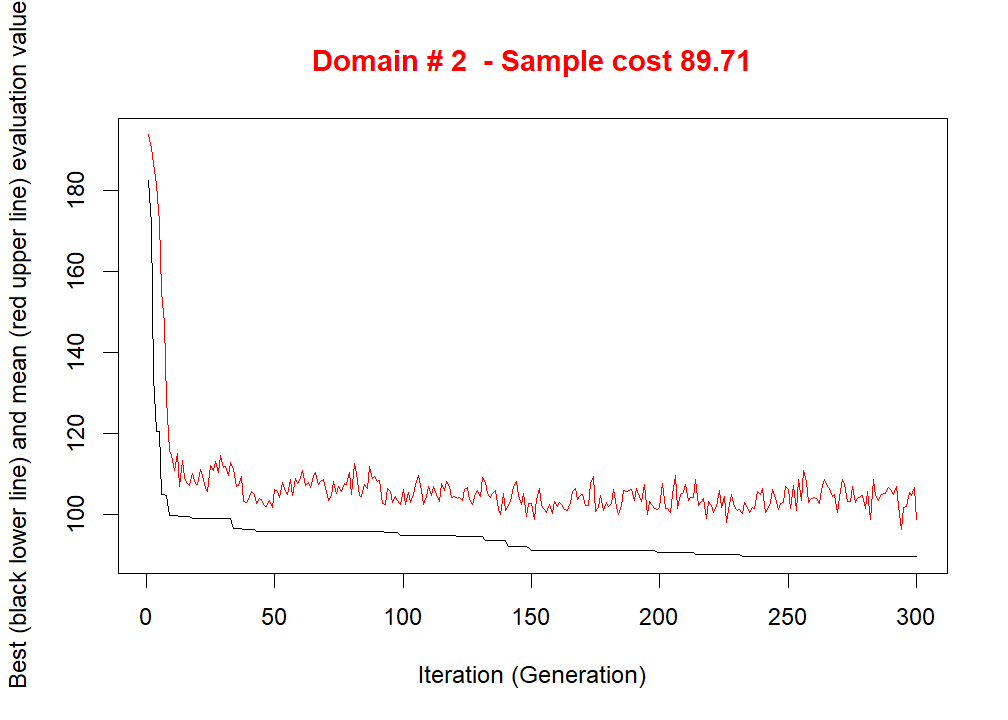 Domain # 2  - Sample cost 89.71
Best (black lower line) and mean (red upper line) evaluation value
180
160
140
120
100
0 50 100 150 200 250 300
Iteration (Generation)